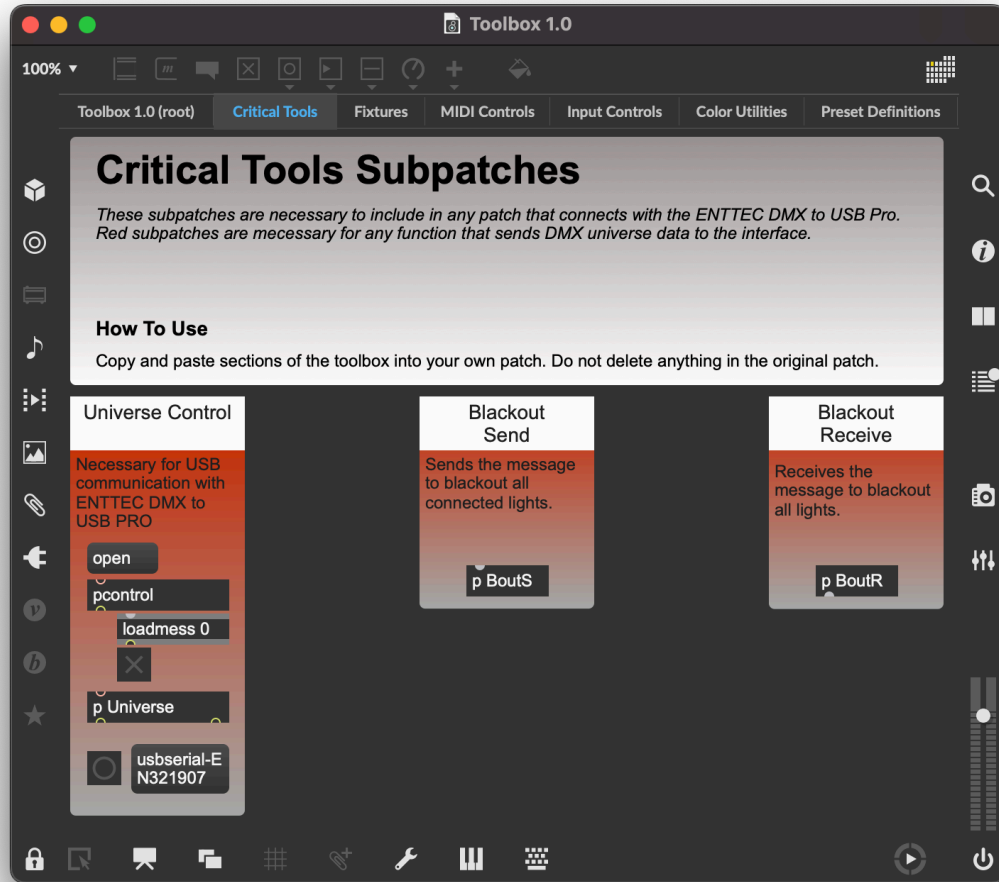 Toolbox 1.0
100%
Toolbox 1.0 (root) Critical Tools Fixtures MIDI Controls Input Controls Color Utilities Preset Definitions
Critical Tools Subpatches
These subpatches are necessary to include in any patch that connects with the ENTTEC DMX to USB Pro.
Red subpatches are mecessary for any function that sends DMX universe data to the interface.
How To Use
Copy and paste sections of the toolbox into your own patch. Do not delete anything in the original patch.
Universe Control
Necessary for USB
communication with
ENTTEC DMX to
USB PRO
open
pcontrol
loadmess 0
p Universe
usbserial-E
N321907
Blackout
Send
Sends the message
to blackout all
connected lights.
p BoutS
Blackout
Receive
Receives the
message to blackout
all lights.
p BoutR